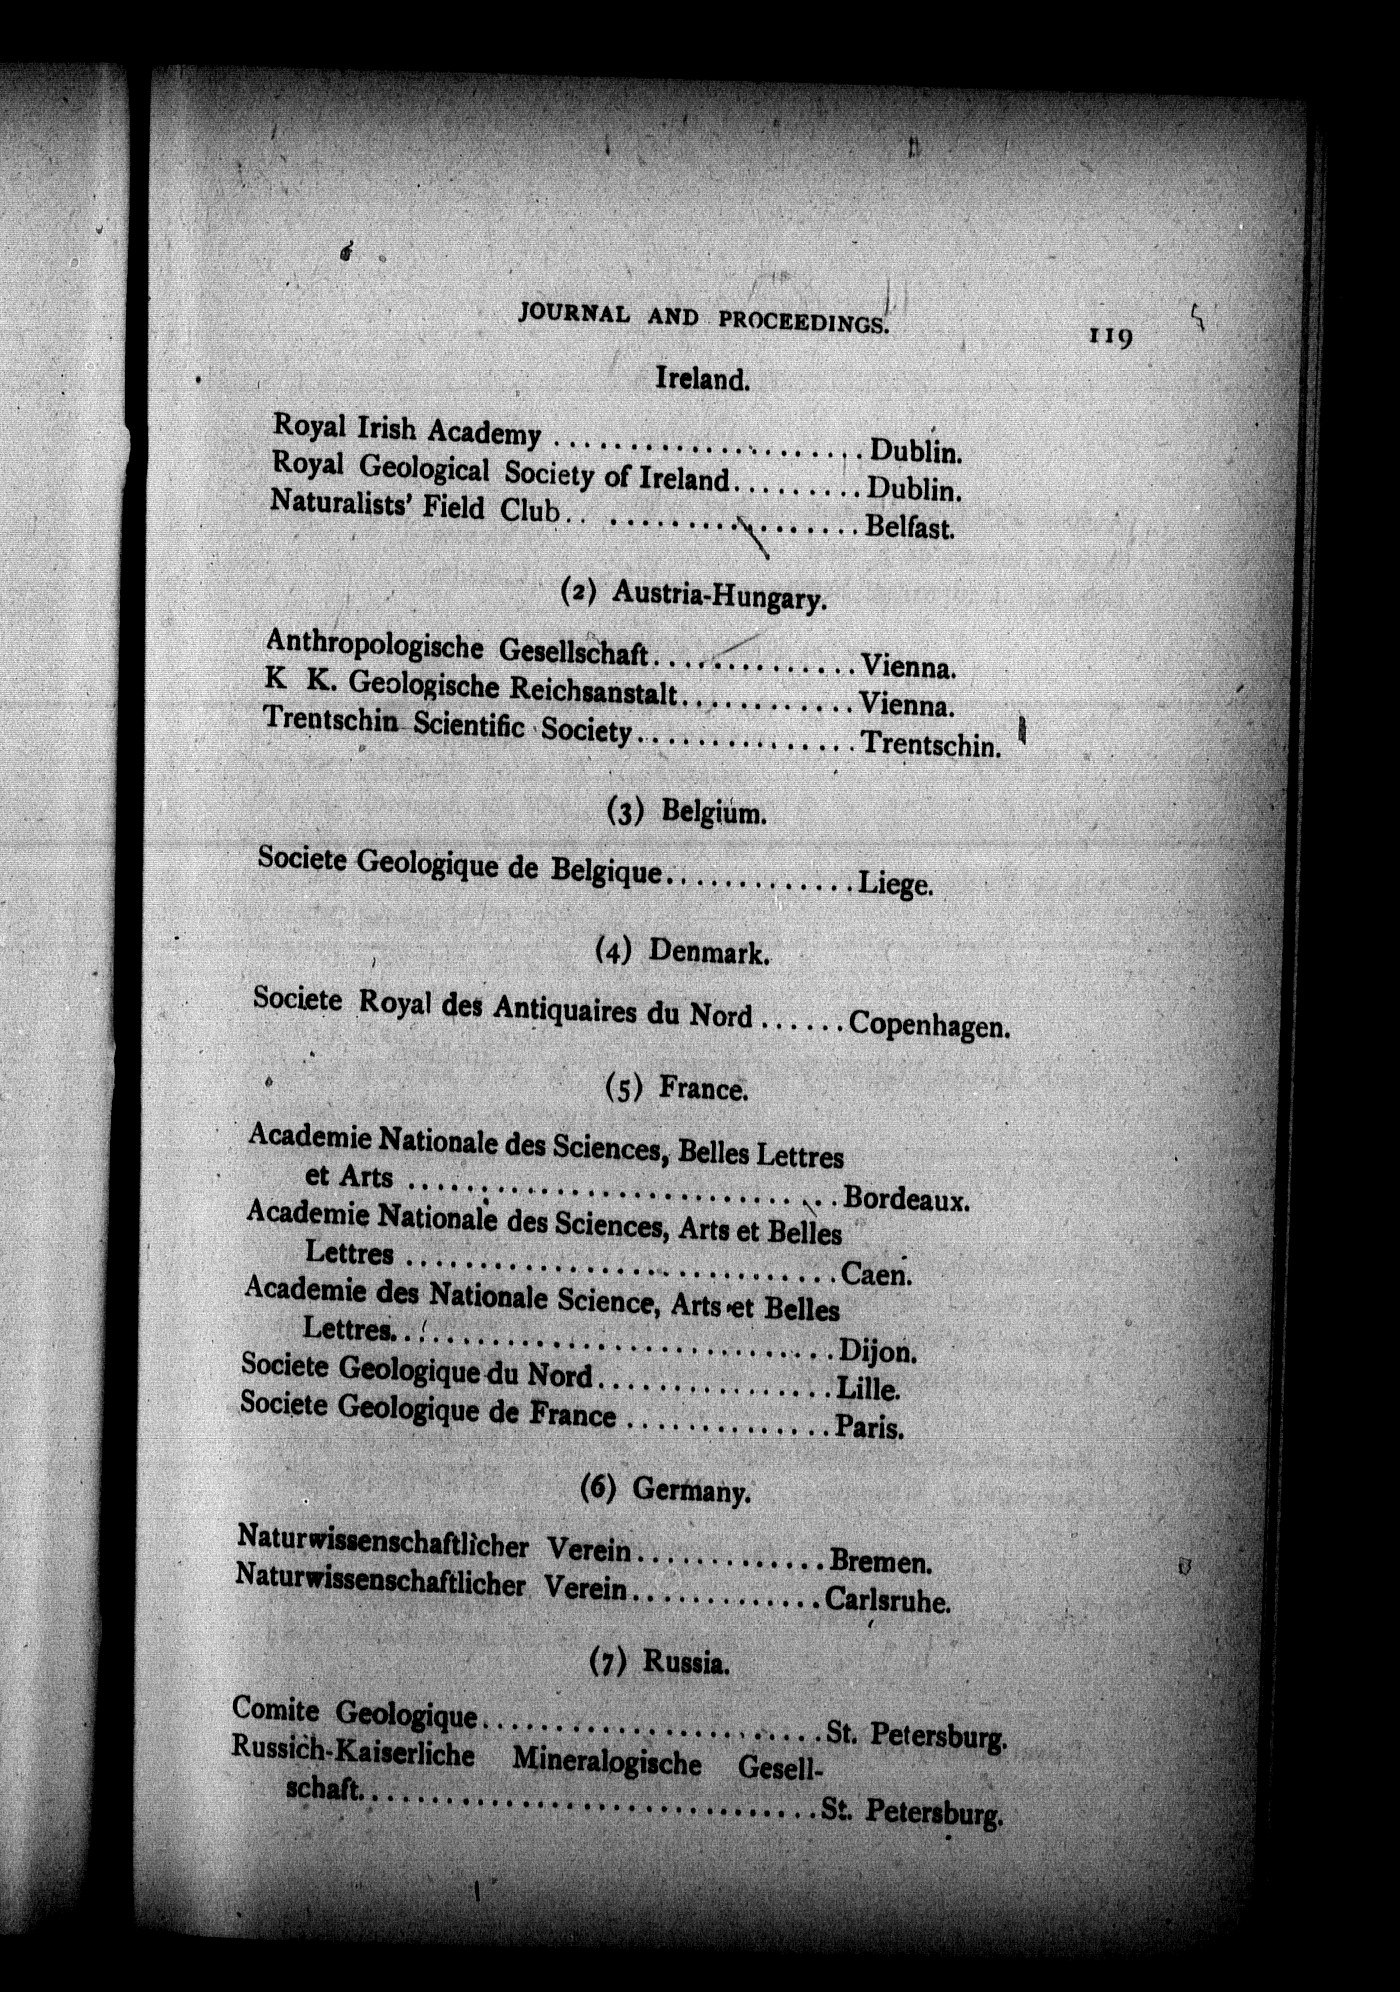 JOURNAL AND PROCEEDINGS. 119
Ireland.
Royal Irish Academy .................... Dublin.
Royal Geological Society of Ireland......... Dublin.
Naturalists' Field Club.. ................. Belfast.
(2) Austria-Hungary.
Anthropologische Gesellschaft.............. Vienna.
K K. Geologische Reichsanstalt............ Vienna.
Trentschin Scientific Society............... Trentschin.
(3) Belgium.
Societe Geologique de Belgique............. Liege.
(4) Denmark.
Societe Royal des Antiquaires du Nord ...... Copenhagen.
(5) France.
Academie Nationale des Sciences, Belles Lettres
et Arts ............................. Bordeaux.
Academie Nationale des Sciences, Arts et Belles
Lettres ............................. Caen.
Academie des Nationale Science, Arts et Belles
Lettres.............................. Dijon.
Societe Geologique du Nord................ Lille.
Societe Geologique de France .............. Paris.
(6) Germany.
Naturwissenschaftlicher Verein............. Bremen.
Naturwissenschaftlicher Verein............. Carlsruhe.
(7) Russia.
Comite Geologique....................... St. Petersburg.
Russich-Kaiserliche Mineralogische Gesell-
schaft............................... St. Petersburg.